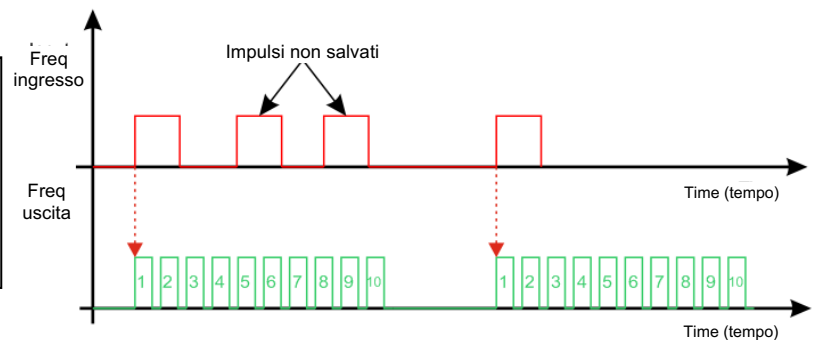 Impulsi non salvati
Freq
ingresso
Time (tempo)
Freq
uscita
1 2 3 4 5 6 7 8 9 10
1 2 3 4 5 6 7 8 9 10
Time (tempo)